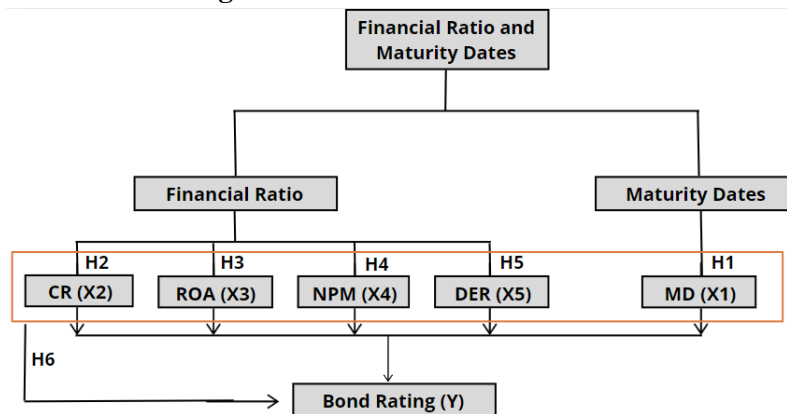 Financial Ratio and
Maturity Dates
Financial Ratio
Maturity Dates
H2
H3
H4
H5
H1
CR (X2)
ROA (X3)
NPM (X4)
DER (X5)
MD (X1)
H6
Bond Rating (Y)